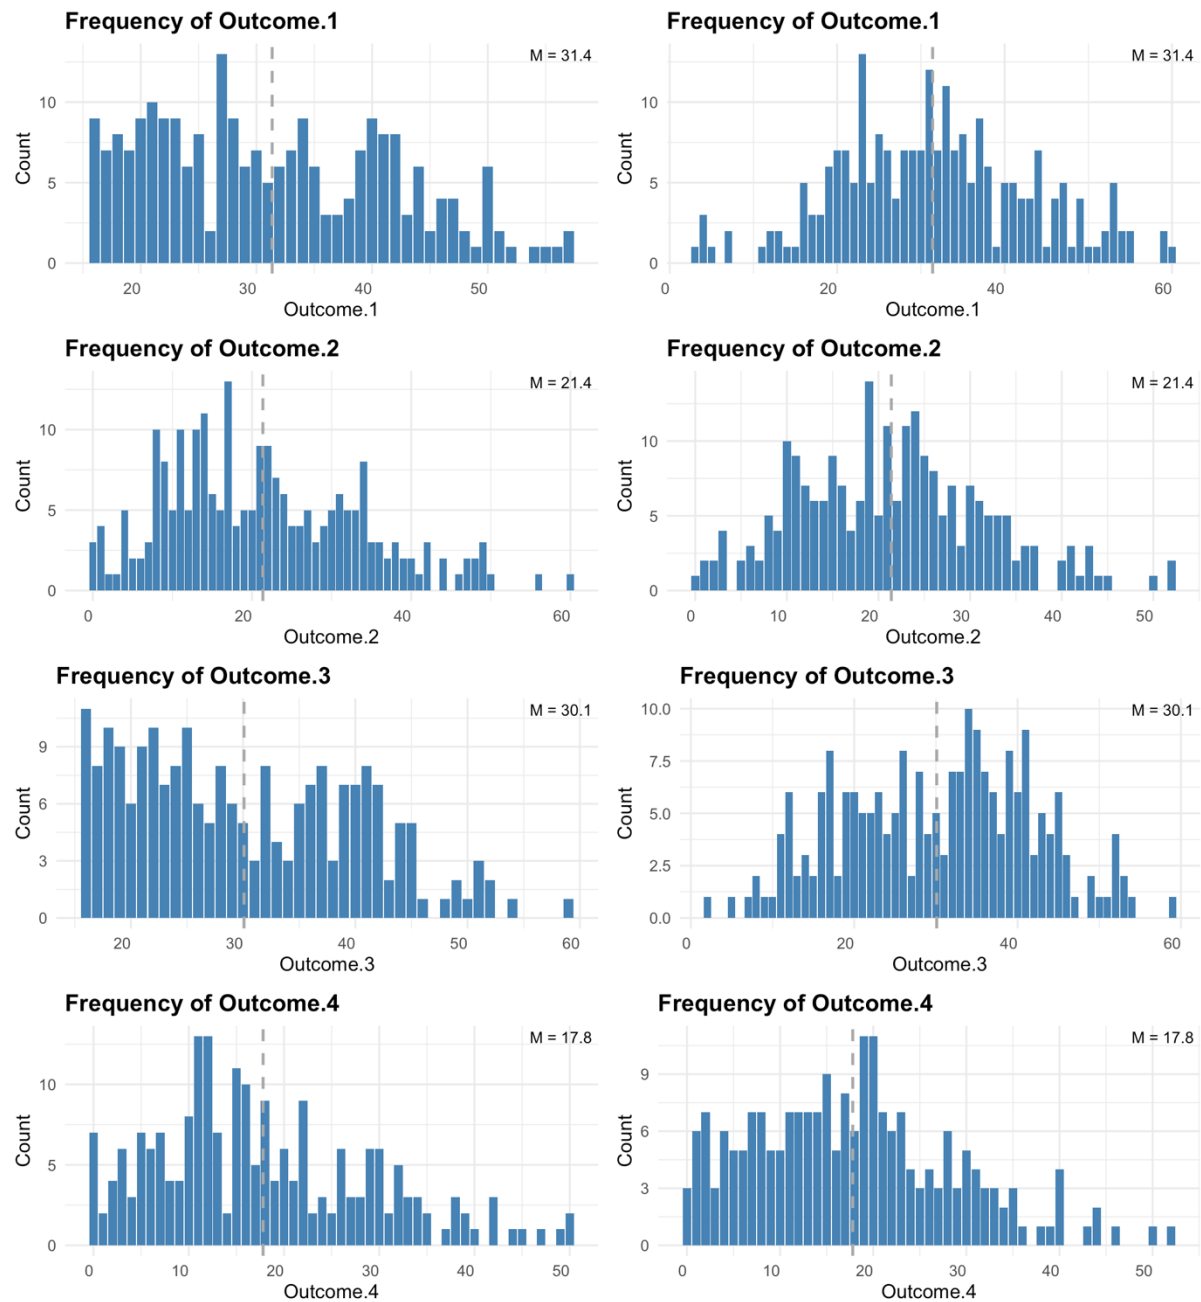 Frequency of Outcome.1
M = 31.4
10
5
0
Count
20 30 40 50
Outcome.1
Frequency of Outcome.1
M = 31.4
10
5
0
Count
0 20 40 60
Outcome.1
Frequency of Outcome.2
M = 21.4
10
5
0
Count
0 20 40 60
Outcome.2
Frequency of Outcome.2
M = 21.4
10
5
0
Count
0 10 20 30 40 50
Outcome.2
Frequency of Outcome.3
M = 30.1
9
6
3
0
Count
20 30 40 50 60
Outcome.3
Frequency of Outcome.3
M = 30.1
10.0
7.5
5.0
2.5
0.0
Count
0 20 40 60
Outcome.3
Frequency of Outcome.4
M = 17.8
10
5
0
Count
0 10 20 30 40 50
Outcome.4
Frequency of Outcome.4
M = 17.8
9
6
3
0
Count
0 10 20 30 40 50
Outcome.4